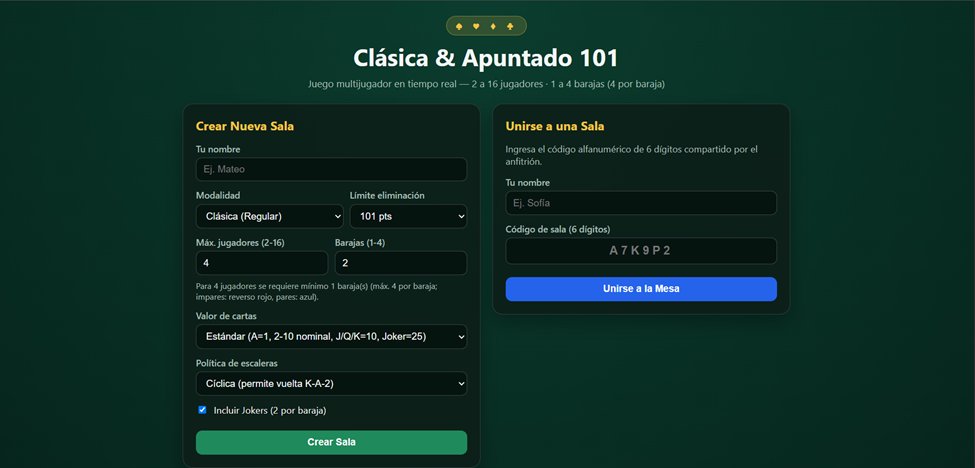 ♠ ♥ ♦ ♣
Clásica & Apuntado 101
Juego multijugador en tiempo real — 2 a 16 jugadores · 1 a 4 barajas (4 por baraja)
Crear Nueva Sala
Tu nombre
Ej. Mateo
Modalidad
Límite eliminación
Clásica (Regular)
101 pts
Máx. jugadores (2-16)
Barajas (1-4)
4
2
Para 4 jugadores se requiere mínimo 1 baraja(s) (máx. 4 por baraja;
impares: reverso rojo, pares: azul).
Valor de cartas
Estándar (A=1, 2-10 nominal, J/Q/K=10, Joker=25)
Política de escaleras
Cíclica (permite vuelta K-A-2)
Incluir Jokers (2 por baraja)
Crear Sala
Unirse a una Sala
Ingresa el código alfanumérico de 6 dígitos compartido por el
anfitrión.
Tu nombre
Ej. Sofía
Código de sala (6 dígitos)
A7K9P2
Unirse a la Mesa